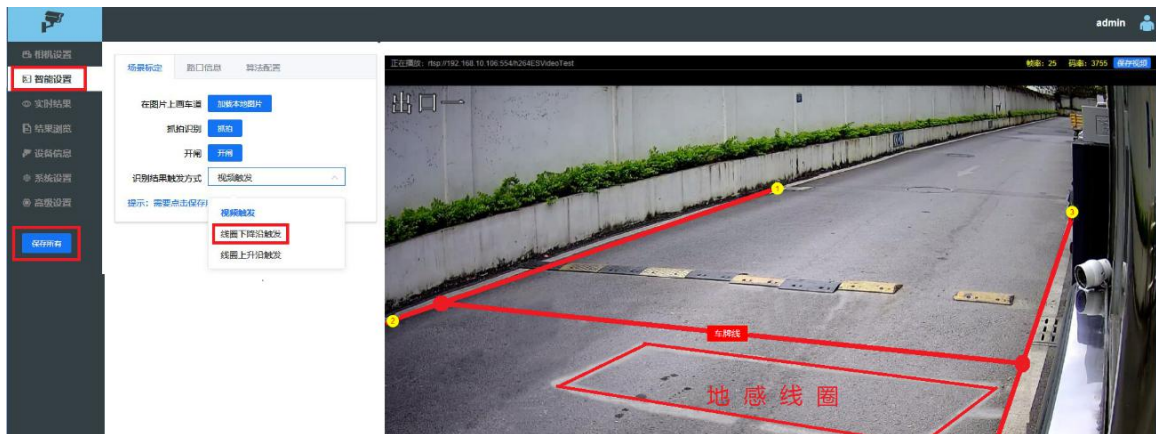 admin
相机设置
智能设置
实时结果
结果浏览
设备信息
系统设置
高级设置
保存所有
场景标定 路口信息 算法配置
在图片上画车道 加载本地图片
抓拍识别 抓拍
开闸 开闸
识别结果触发方式 视频触发
提示：需要点击保存
视频触发
线圈下降沿触发
线圈上升沿触发
正在播放：rtsp://192.168.10.106:554/h264ESVideoTest 帧率：25 码率：3755 保存视频
出口一
1
3
2
车牌线
地感线圈